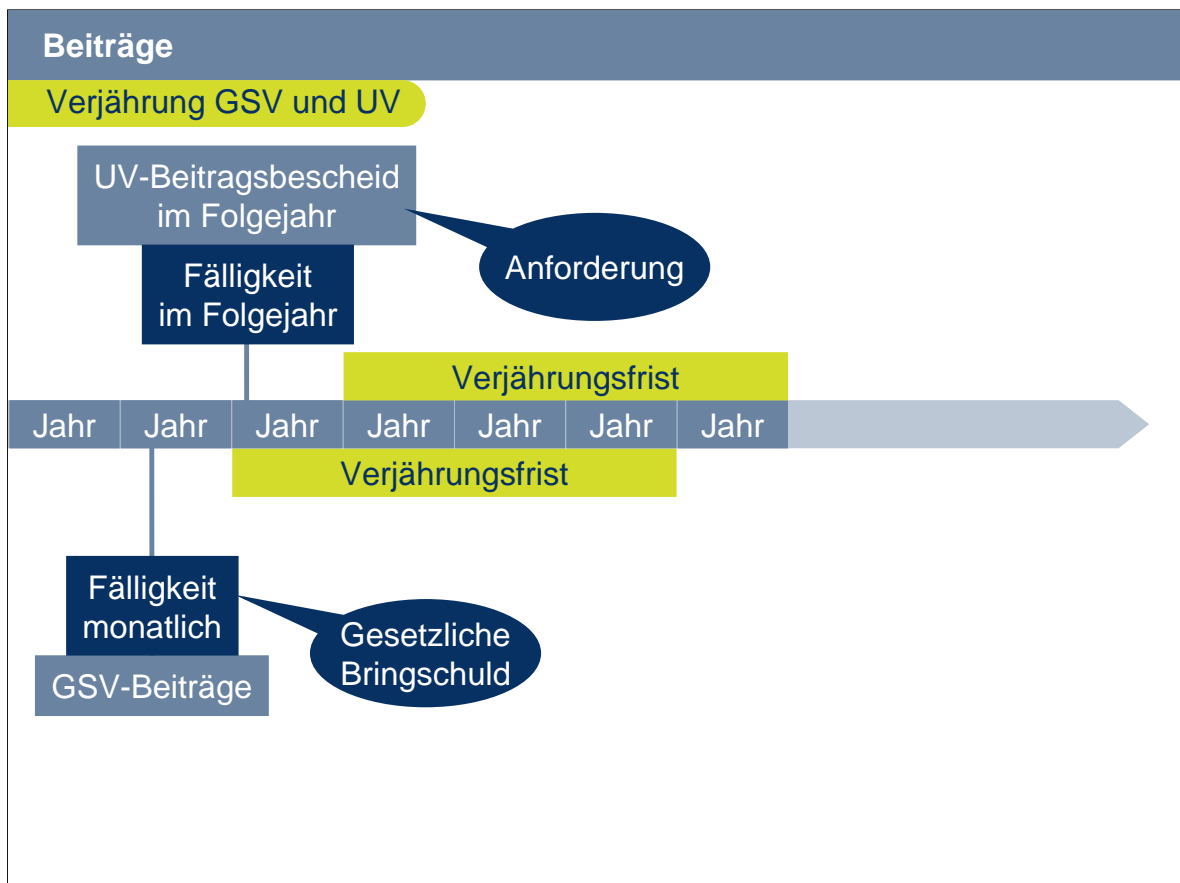 Beiträge
Verjährung GSV und UV
UV-Beitragsbescheid
im Folgejahr
Anforderung
Fälligkeit
im Folgejahr
Verjährungsfrist
Jahr Jahr Jahr Jahr Jahr Jahr Jahr
Verjährungsfrist
Fälligkeit
monatlich
Gesetzliche
Bringschuld
GSV-Beiträge